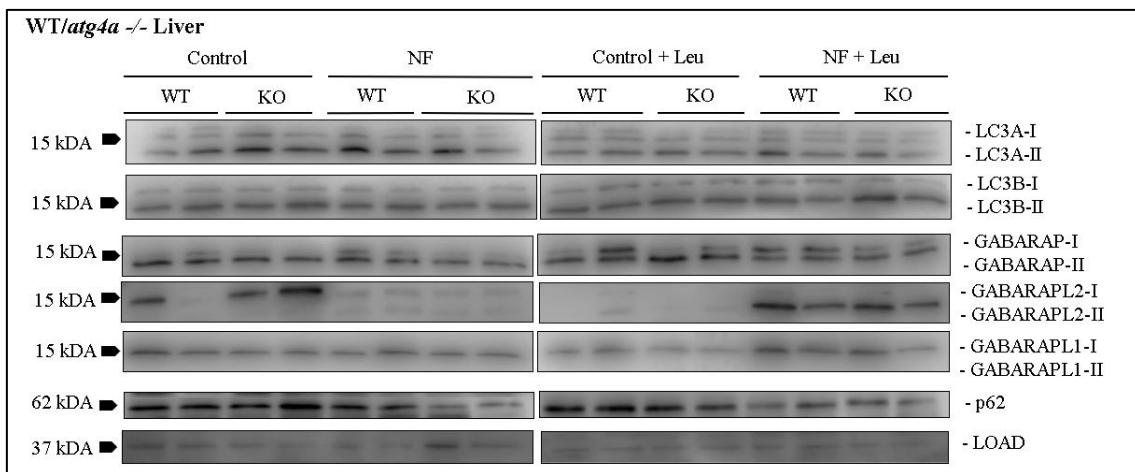 WT/atg4a -/- Liver
Control NF Control + Leu NF + Leu
WT KO WT KO WT KO WT KO
15 kDA - LC3A-I
- LC3A-II
15 kDA - LC3B-I
- LC3B-II
15 kDA - GABARAP-I
- GABARAP-II
15 kDA - GABARAPL2-I
- GABARAPL2-II
15 kDA - GABARAPL1-I
- GABARAPL1-II
62 kDA - p62
37 kDA - LOAD